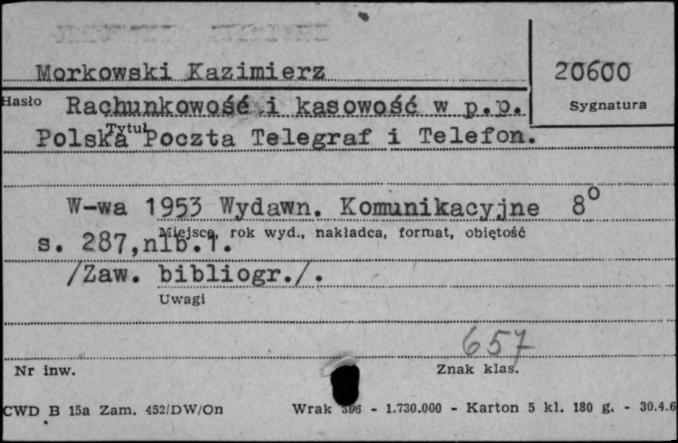 Morkowski Kazimierz
20600
Hasło
Sygnatura
Rachunkowość i kasowość w p.p.
Tytuł
Polska Poczta Telegraf i Telefon.
W-wa 1953 Wydawn. Komunikacyjne 8°
Miejsce, rok wyd., nakładca, format, objętość
s. 287,nlb.1.
/Zaw. bibliogr./.
Uwagi
657
Nr inw.
Znak klas.
CWD B 15a Zam. 452/DW/On Wrak - 1.730.000 - Karton 5 kl. 180 g. - 30.4.6